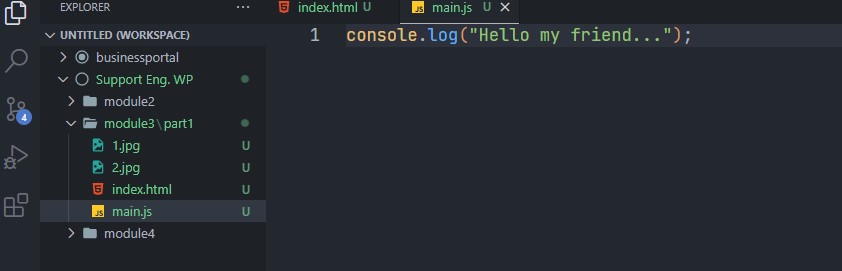 EXPLORER ...
index.html U main.js U ×
UNTITLED (WORKSPACE)
1 console.log("Hello my friend...");
businessportal
Support Eng. WP
module2
module3\part1
4
1.jpg U
2.jpg U
index.html U
JS main.js U
module4